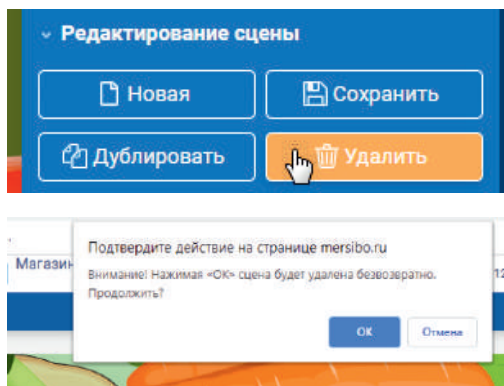 Редактирование сцены
Новая
Сохранить
Дублировать
Удалить
Подтвердите действие на странице mersibo.ru
Магазин
Внимание! Нажимая «ОК» сцена будет удалена безвозвратно.
12
Продолжить?
ОК
Отмена